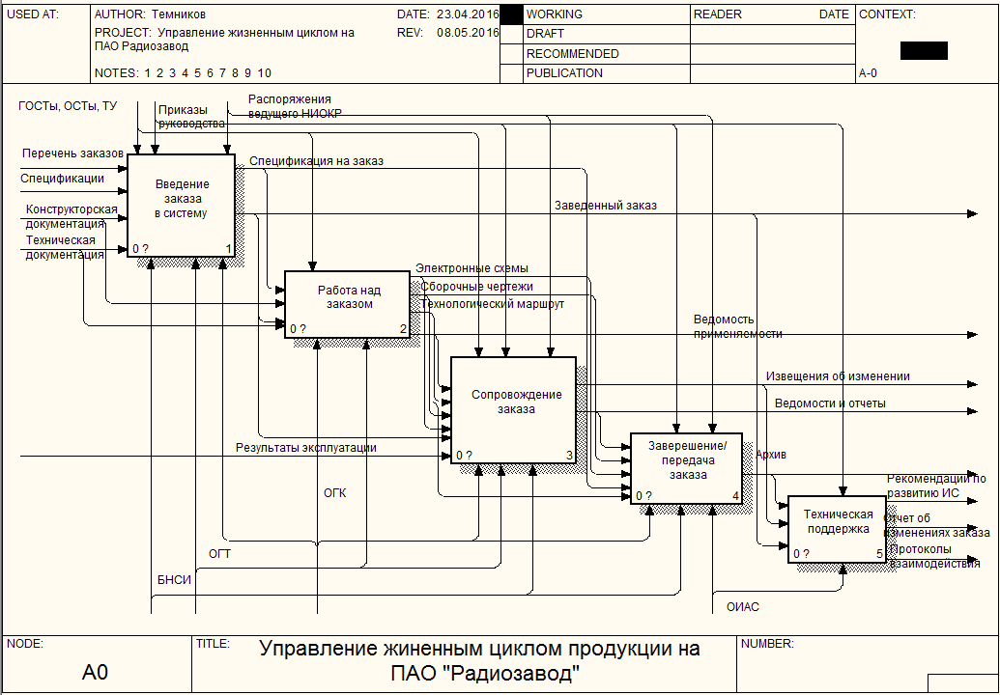 USED AT:
AUTHOR: Темников
DATE: 23.04.2016
WORKING
READER
DATE
CONTEXT:
PROJECT: Управление жизненным циклом на
ПАО Радиозавод
REV: 08.05.2016
DRAFT
RECOMMENDED
NOTES: 1 2 3 4 5 6 7 8 9 10
PUBLICATION
A-0
ГОСТы, ОСТы, ТУ
Приказы
руководства
Распоряжения
ведущего НИОКР
Перечень заказов
Спецификации
Конструкторская
документация
Техническая
документация
Введение
заказа
в систему
0 ?
1
Спецификация на заказ
Заведенный заказ
Работа над
заказом
0 ?
2
Электронные схемы
Сборочные чертежи
Технологический маршрут
Ведомость
применяемости
Сопровождение
заказа
0 ?
3
Извещения об изменении
Ведомости и отчеты
Результаты эксплуатации
Заверешение/
передача
заказа
0 ?
4
Архив
Техническая
поддержка
0 ?
5
Рекомендации по
развитию ИС
Отчет об
изменениях заказа
Протоколы
взаимодействия
ОГК
ОГТ
БНСИ
ОИАС
NODE:
A0
TITLE:
Управление жиненным циклом продукции на
ПАО "Радиозавод"
NUMBER: